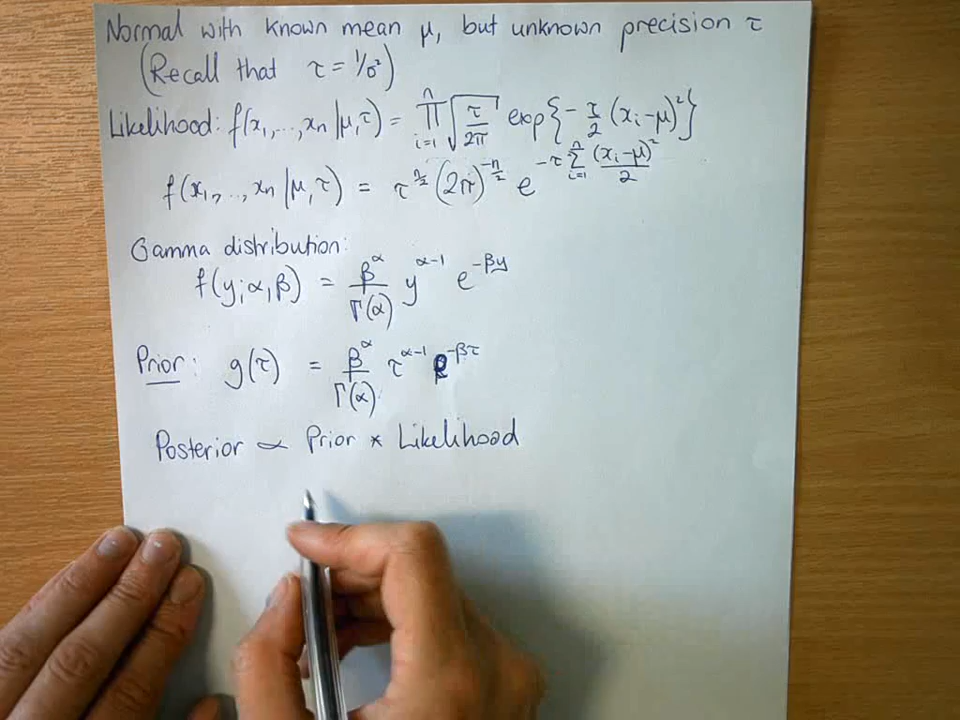 Normal with known mean μ, but unknown precision τ
(Recall that τ = 1/σ²)
Likelihood: f(x₁,...,xₙ|μ,τ) = ∏ᵢ₌₁ⁿ √(τ/2π) exp{-τ/2 (xᵢ-μ)²}
f(x₁,...,xₙ|μ,τ) = τ^(n/2) (2π)^(-n/2) e^(-τ ∑ᵢ₌₁ⁿ (xᵢ-μ)²/2)
Gamma distribution:
f(y;α,β) = β^α/Γ(α) y^(α-1) e^(-βy)
Prior: g(τ) = β^α/Γ(α) τ^(α-1) e^(-βτ)
Posterior ∝ Prior × Likelihood